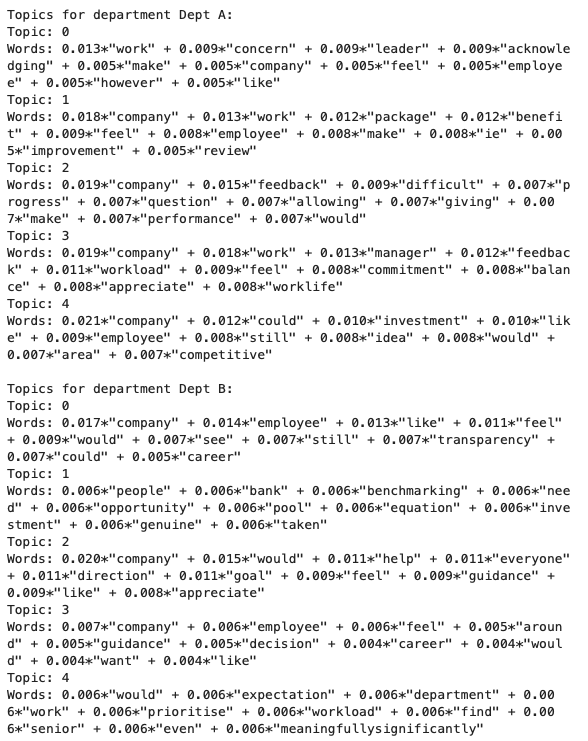 Topics for department Dept A:
Topic: 0
Words: 0.013*"work" + 0.009*"concern" + 0.009*"leader" + 0.009*"acknowle
dging" + 0.005*"make" + 0.005*"company" + 0.005*"feel" + 0.005*"employe
e" + 0.005*"however" + 0.005*"like"
Topic: 1
Words: 0.018*"company" + 0.013*"work" + 0.012*"package" + 0.012*"benefi
t" + 0.009*"feel" + 0.008*"employee" + 0.008*"make" + 0.008*"ie" + 0.00
5*"improvement" + 0.005*"review"
Topic: 2
Words: 0.019*"company" + 0.015*"feedback" + 0.009*"difficult" + 0.007*"p
rogress" + 0.007*"question" + 0.007*"allowing" + 0.007*"giving" + 0.00
7*"make" + 0.007*"performance" + 0.007*"would"
Topic: 3
Words: 0.019*"company" + 0.018*"work" + 0.013*"manager" + 0.012*"feedbac
k" + 0.011*"workload" + 0.009*"feel" + 0.008*"commitment" + 0.008*"balan
ce" + 0.008*"appreciate" + 0.008*"worklife"
Topic: 4
Words: 0.021*"company" + 0.012*"could" + 0.010*"investment" + 0.010*"lik
e" + 0.009*"employee" + 0.008*"still" + 0.008*"idea" + 0.008*"would" +
0.007*"area" + 0.007*"competitive"
Topics for department Dept B:
Topic: 0
Words: 0.017*"company" + 0.014*"employee" + 0.013*"like" + 0.011*"feel"
+ 0.009*"would" + 0.007*"see" + 0.007*"still" + 0.007*"transparency" +
0.007*"could" + 0.005*"career"
Topic: 1
Words: 0.006*"people" + 0.006*"bank" + 0.006*"benchmarking" + 0.006*"nee
d" + 0.006*"opportunity" + 0.006*"pool" + 0.006*"equation" + 0.006*"inve
stment" + 0.006*"genuine" + 0.006*"taken"
Topic: 2
Words: 0.020*"company" + 0.015*"would" + 0.011*"help" + 0.011*"everyone"
+ 0.011*"direction" + 0.011*"goal" + 0.009*"feel" + 0.009*"guidance" +
0.009*"like" + 0.008*"appreciate"
Topic: 3
Words: 0.007*"company" + 0.006*"employee" + 0.006*"feel" + 0.005*"aroun
d" + 0.005*"guidance" + 0.005*"decision" + 0.004*"career" + 0.004*"woul
d" + 0.004*"want" + 0.004*"like"
Topic: 4
Words: 0.006*"would" + 0.006*"expectation" + 0.006*"department" + 0.00
6*"work" + 0.006*"prioritise" + 0.006*"workload" + 0.006*"find" + 0.00
6*"senior" + 0.006*"even" + 0.006*"meaningfullysignificantly"